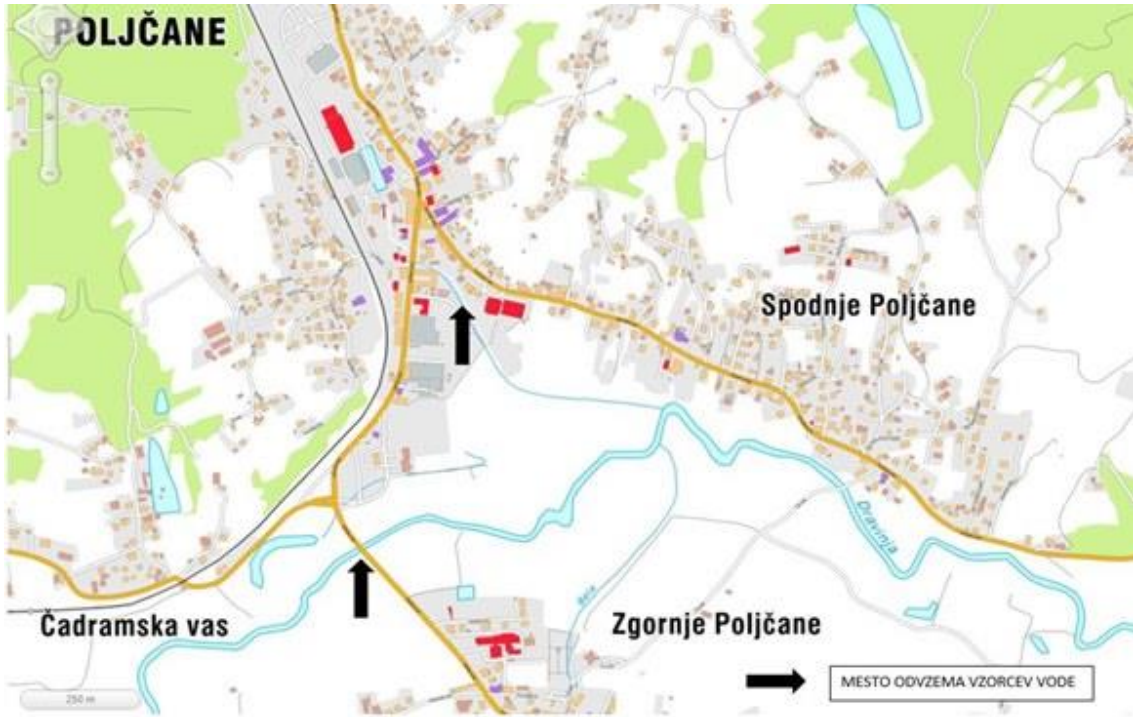 POLJČANE
Spodnje Poljčane
Dravinja
Čadramska vas
Zgornje Poljčane
250 m
MESTO ODVZEMA VZORCEV VODE